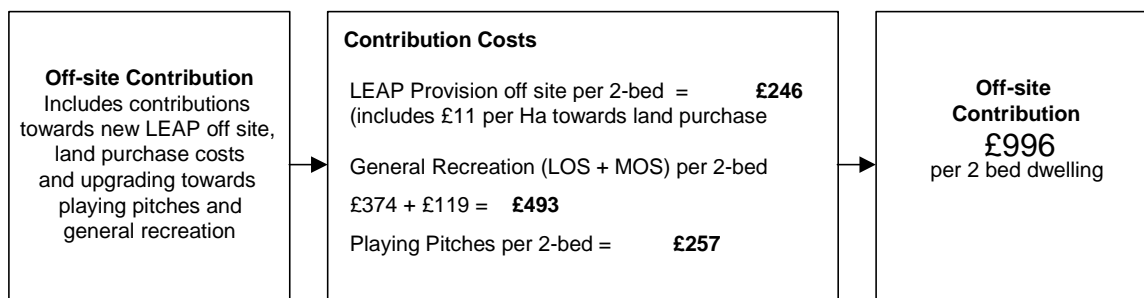 Off-site Contribution
Includes contributions
towards new LEAP off site,
land purchase costs
and upgrading towards
playing pitches and
general recreation
Contribution Costs
LEAP Provision off site per 2-bed = £246
(includes £11 per Ha towards land purchase
General Recreation (LOS + MOS) per 2-bed
£374 + £119 = £493
Playing Pitches per 2-bed = £257
Off-site
Contribution
£996
per 2 bed dwelling